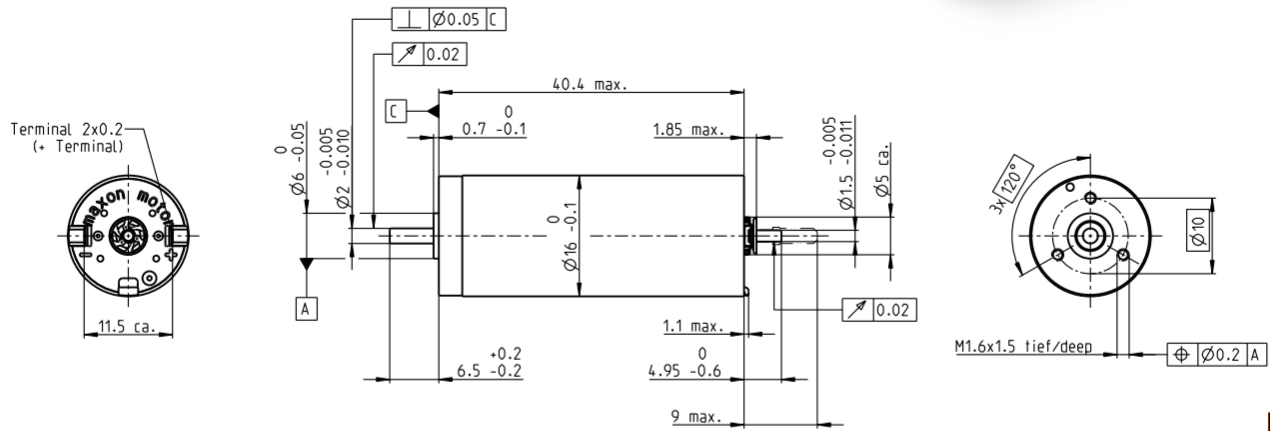 ⊥ Ø0.05 C
↗ 0.02
40.4 max.
C
0
0.7 -0.1
1.85 max.
0
Ø6 -0.05
-0.005
Ø2 -0.010
-0.005
Ø1.5 -0.011
Ø5 ca.
Terminal 2x0.2
(+ Terminal)
maxon motor
- +
11.5 ca.
0
Ø16 -0.1
A
3x 120°
Ø10
↗ 0.02
1.1 max.
+0.2
6.5 -0.2
0
4.95 -0.6
9 max.
M1.6x1.5 tief/deep
⌖ Ø0.2 A